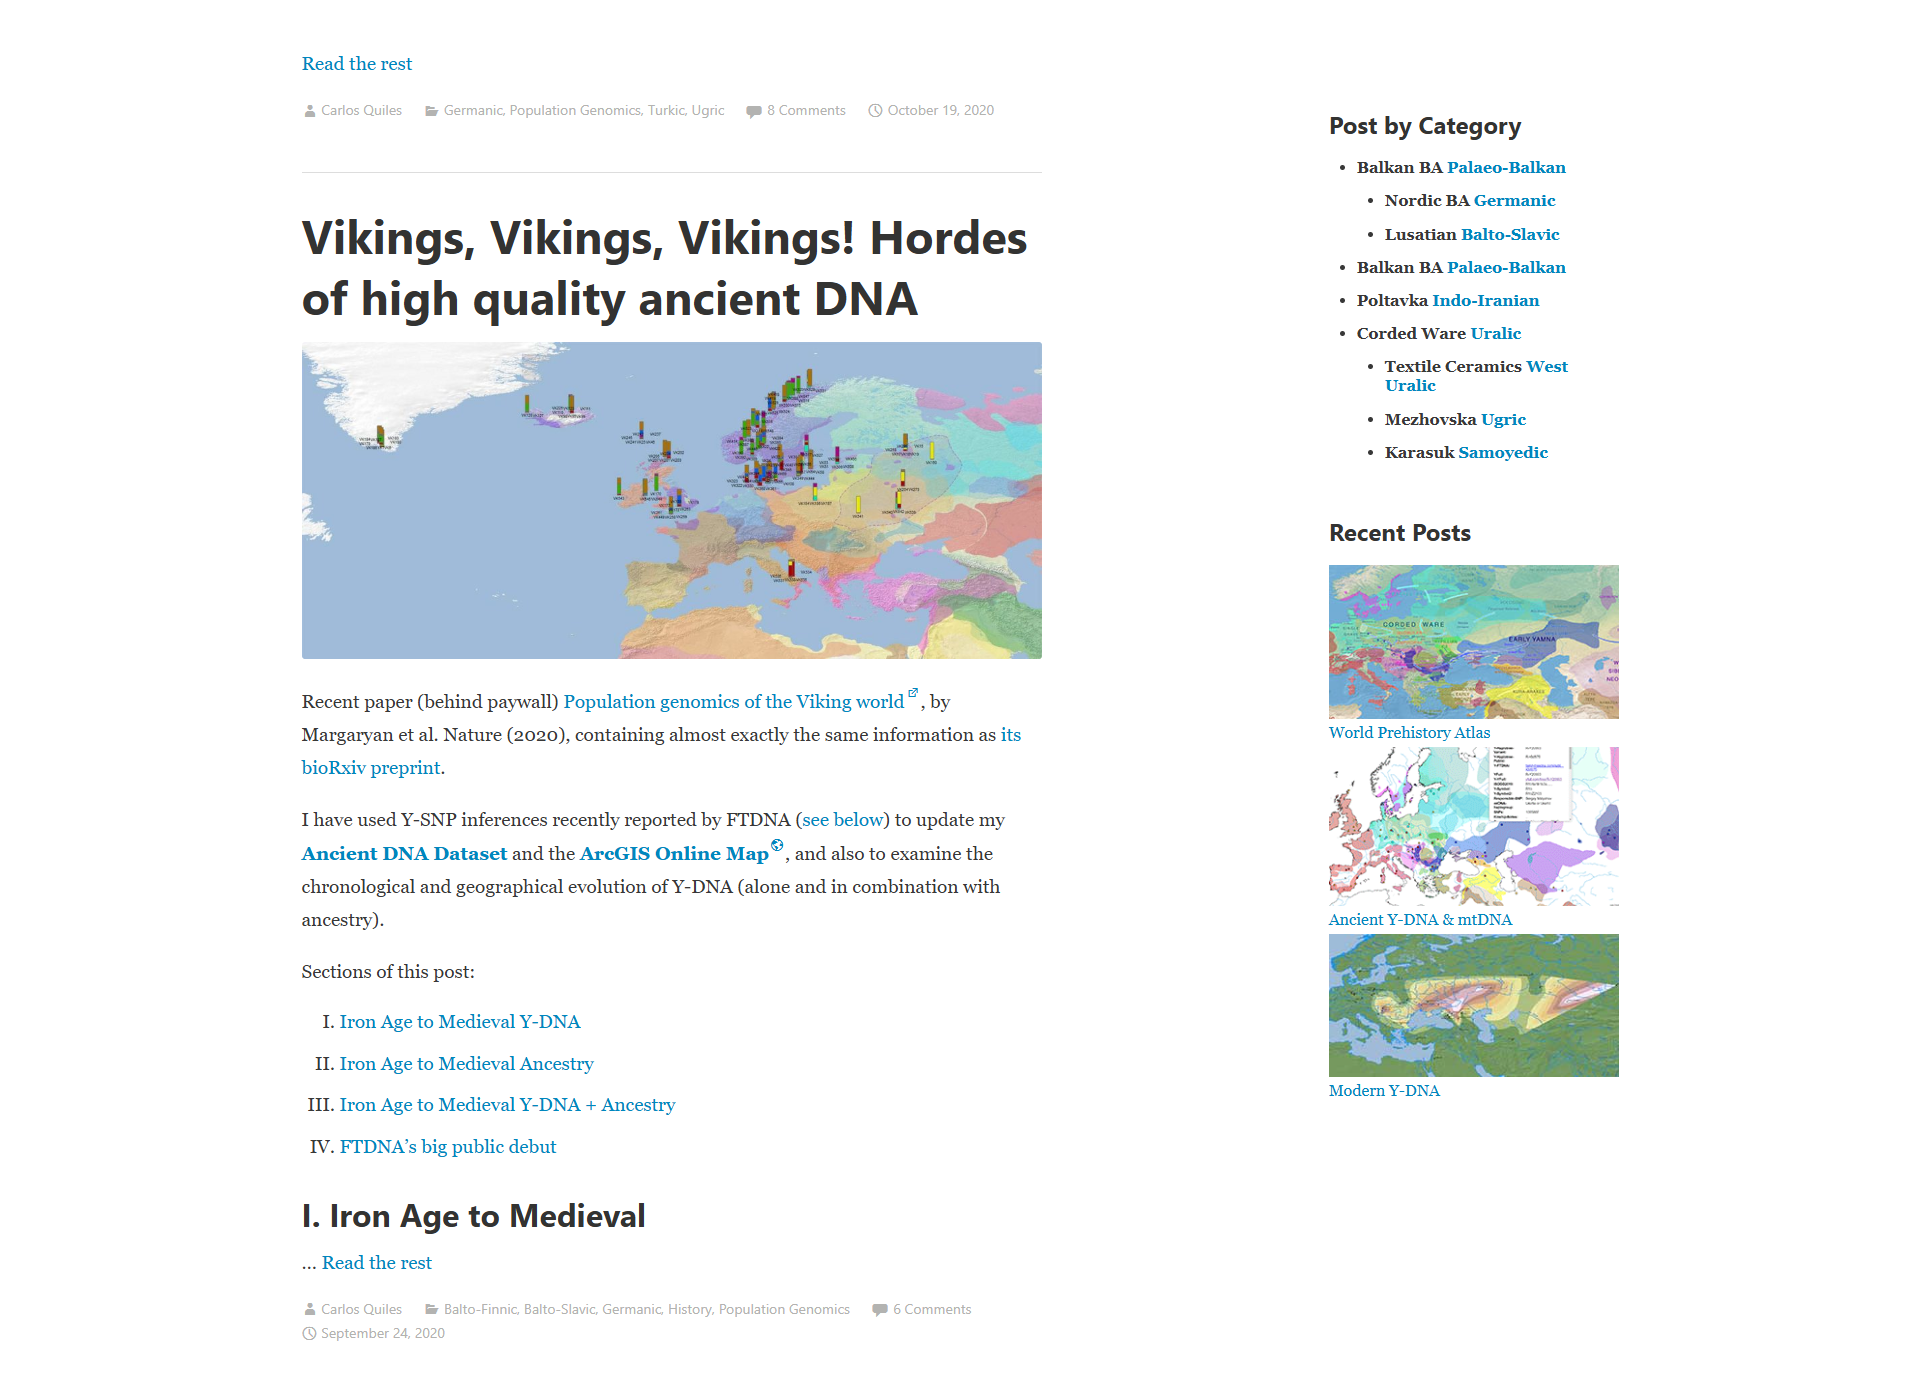 Read the rest
Carlos Quiles Germanic, Population Genomics, Turkic, Ugric 8 Comments October 19, 2020
Vikings, Vikings, Vikings! Hordes
of high quality ancient DNA
Recent paper (behind paywall) Population genomics of the Viking world, by
Margaryan et al. Nature (2020), containing almost exactly the same information as its
bioRxiv preprint.
I have used Y-SNP inferences recently reported by FTDNA (see below) to update my
Ancient DNA Dataset and the ArcGIS Online Map, and also to examine the
chronological and geographical evolution of Y-DNA (alone and in combination with
ancestry).
Sections of this post:
I. Iron Age to Medieval Y-DNA
II. Iron Age to Medieval Ancestry
III. Iron Age to Medieval Y-DNA + Ancestry
IV. FTDNA’s big public debut
I. Iron Age to Medieval
... Read the rest
Carlos Quiles Balto-Finnic, Balto-Slavic, Germanic, History, Population Genomics 6 Comments
September 24, 2020
Post by Category
• Balkan BA Palaeo-Balkan
• Nordic BA Germanic
• Lusatian Balto-Slavic
• Balkan BA Palaeo-Balkan
• Poltavka Indo-Iranian
• Corded Ware Uralic
• Textile Ceramics West
Uralic
• Mezhovska Ugric
• Karasuk Samoyedic
Recent Posts
CORDED WARE
EARLY YAMNA
World Prehistory Atlas
Ancient Y-DNA & mtDNA
Modern Y-DNA